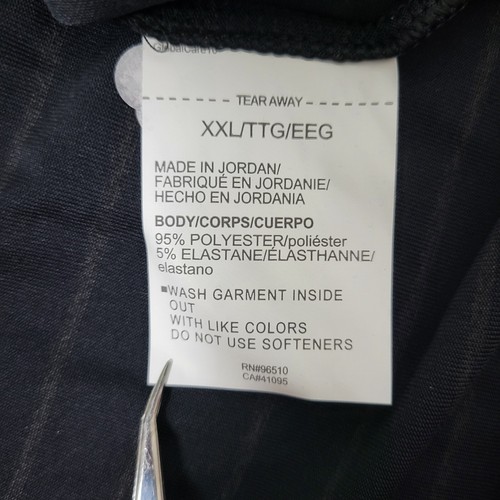 GlobalCare10
TEAR AWAY
XXL/TTG/EEG
MADE IN JORDAN/
FABRIQUÉ EN JORDANIE/
HECHO EN JORDANIA
BODY/CORPS/CUERPO
95% POLYESTER/poliéster
5% ELASTANE/ÉLASTHANNE/
elastano
■WASH GARMENT INSIDE
OUT
WITH LIKE COLORS
DO NOT USE SOFTENERS
RN#96510
CA#41095